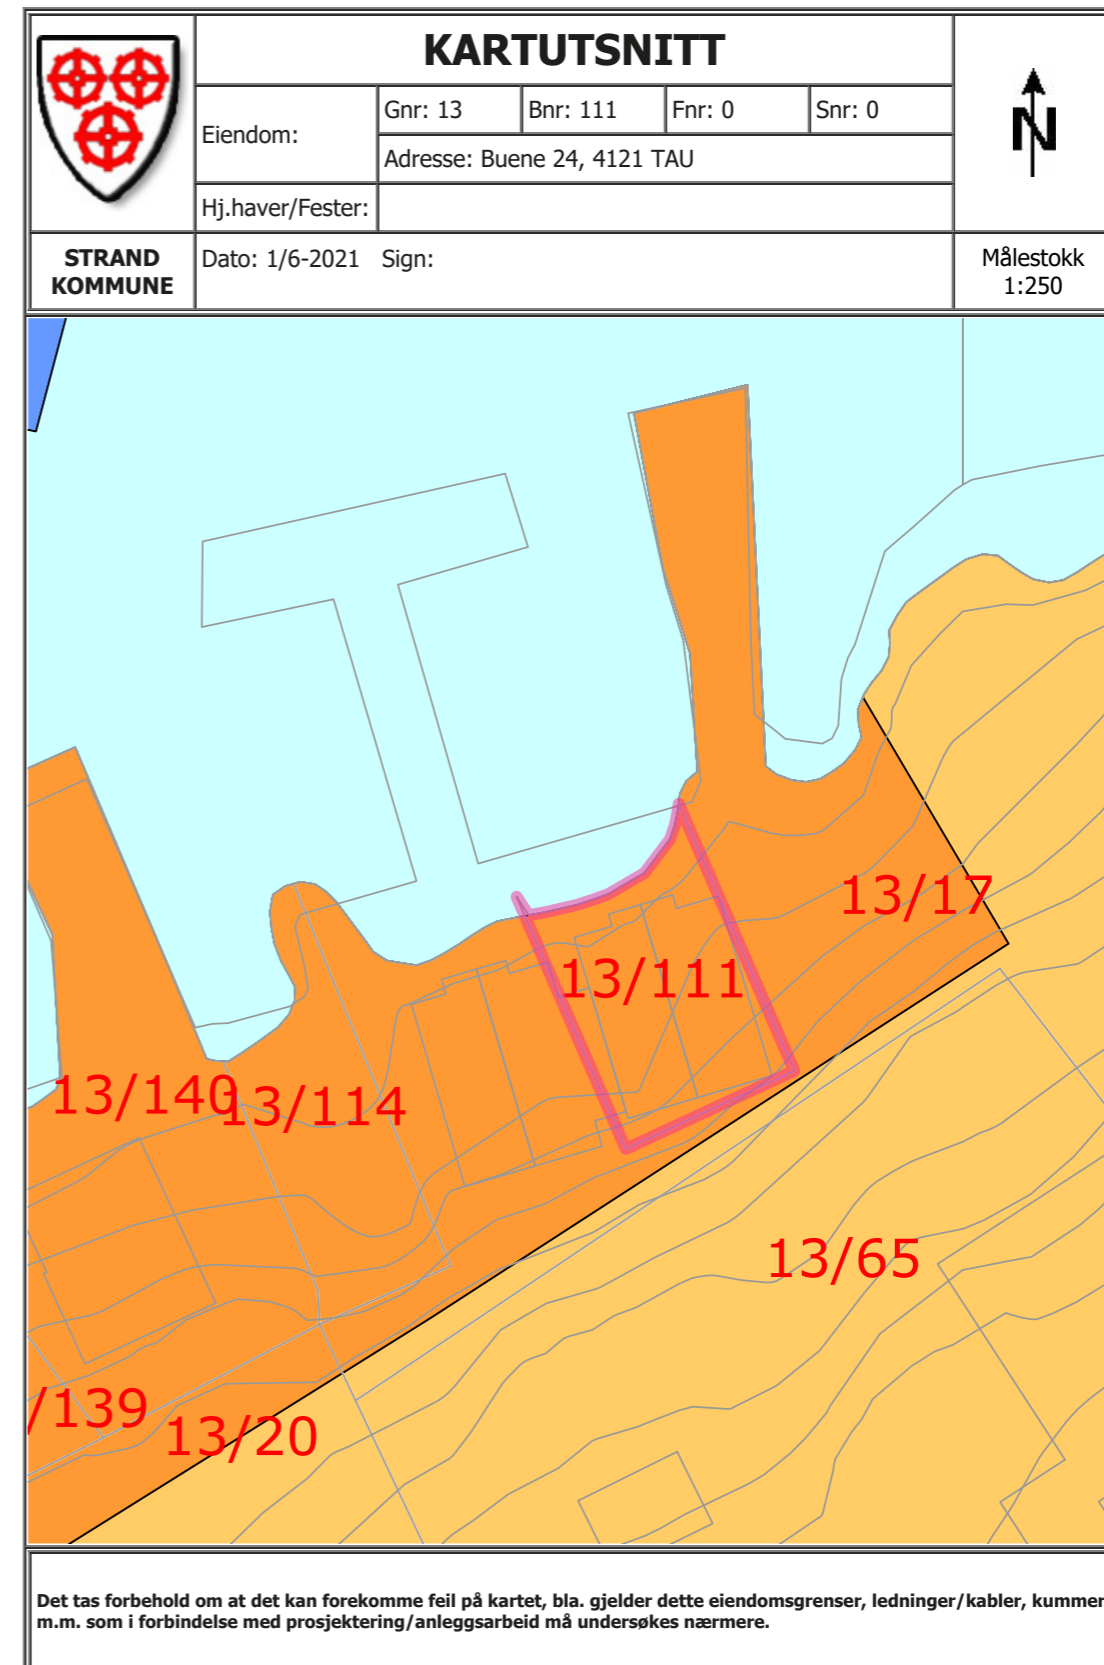 KARTUTSNITT
Eiendom:
Gnr: 13
Bnr: 111
Fnr: 0
Snr: 0
Adresse: Buene 24, 4121 TAU
Hj.haver/Fester:
N
STRAND
KOMMUNE
Dato: 1/6-2021 Sign:
Målestokk
1:250
13/17
13/111
13/140
13/114
13/65
/139
13/20
Det tas forbehold om at det kan forekomme feil på kartet, bla. gjelder dette eiendomsgrenser, ledninger/kabler, kummer
m.m. som i forbindelse med prosjektering/anleggsarbeid må undersøkes nærmere.